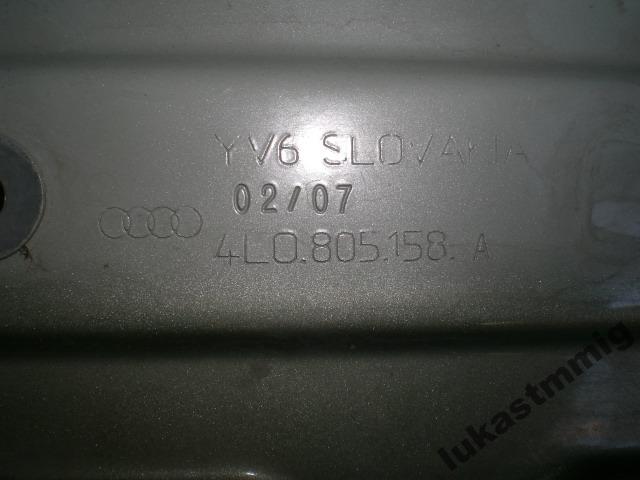 YV6 SLOVAKIA
02/07
4L0.805.158. A
lukastmmig